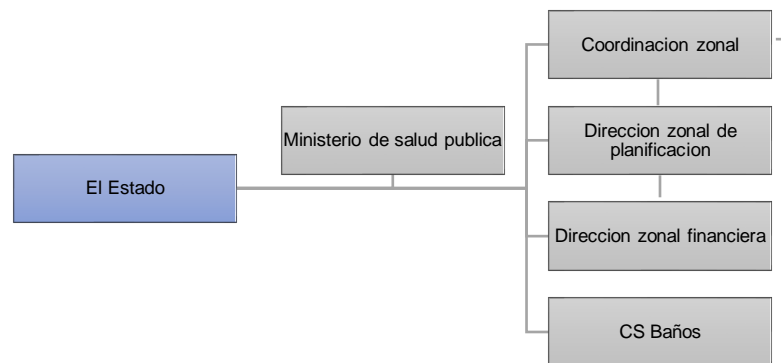 Coordinacion zonal
Ministerio de salud publica
Direccion zonal de
planificacion
El Estado
Direccion zonal financiera
CS Baños